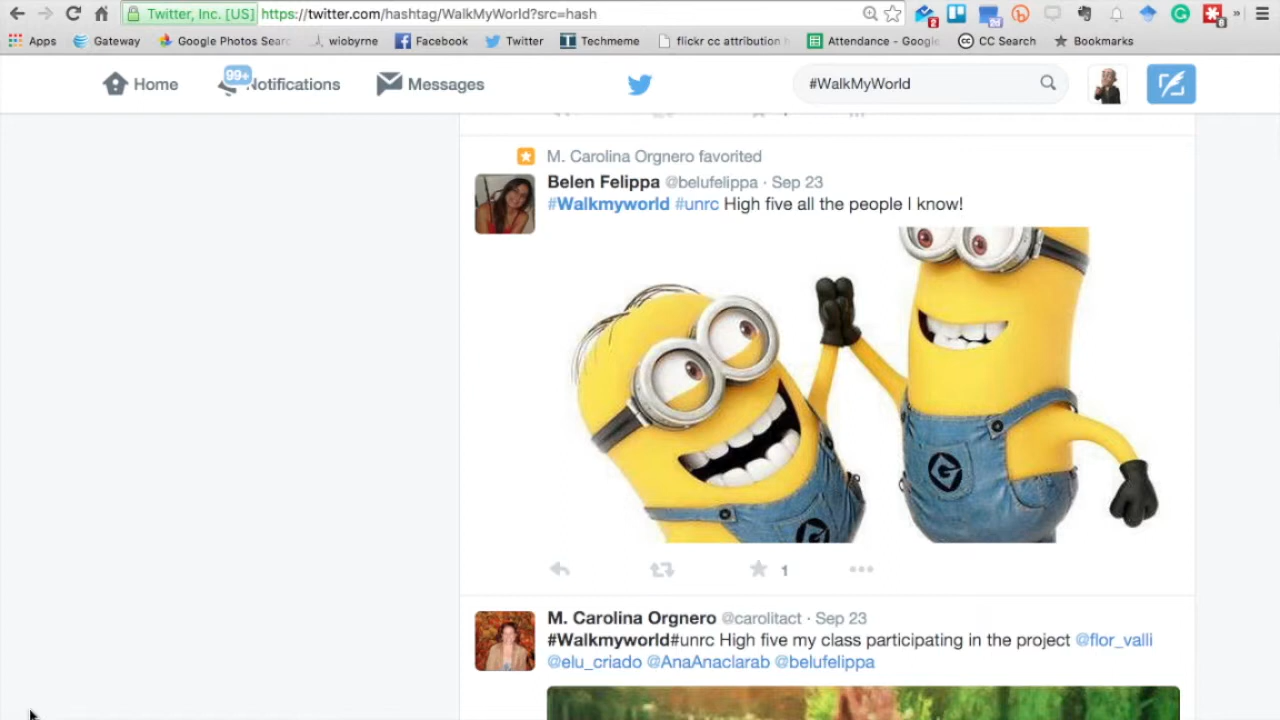 Twitter, Inc. [US] https://twitter.com/hashtag/WalkMyWorld?src=hash
Apps Gateway Google Photos Sear wiobyrne Facebook Twitter Techmeme flickr cc attribution Attendance - Google CC Search Bookmarks
Home 99+ Notifications Messages #WalkMyWorld
M. Carolina Orgnero favorited
Belen Felippa @belufelippa · Sep 23
#Walkmyworld #unrc High five all the people I know!
1
M. Carolina Orgnero @carolitact · Sep 23
#Walkmyworld#unrc High five my class participating in the project @flor_valli
@elu_criado @AnaAnaclarab @belufelippa